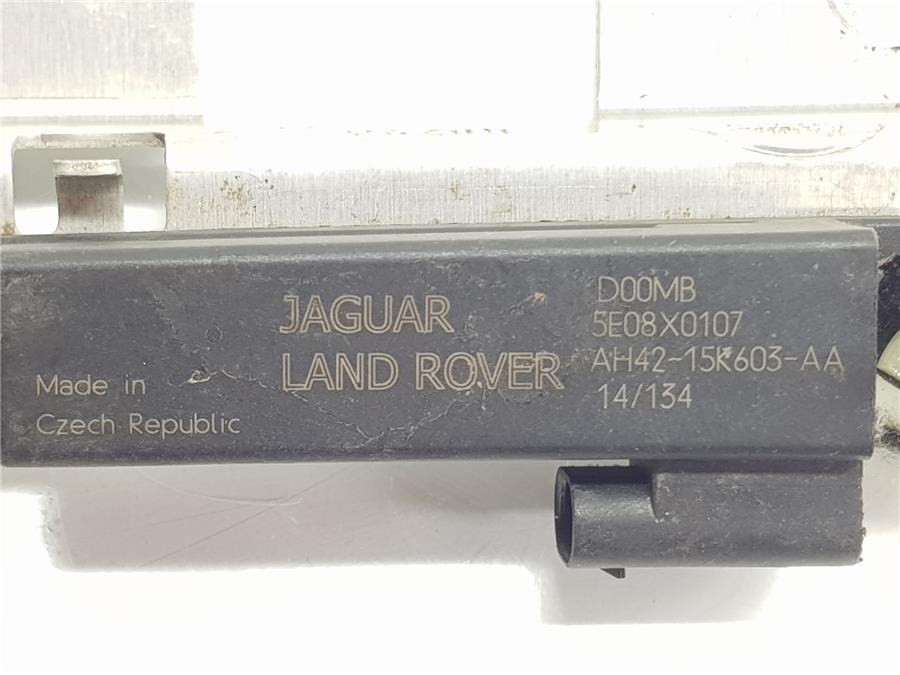 JAGUAR
LAND ROVER
D00MB
5E08X0107
AH42-15K603-AA
14/134
Made in
Czech Republic